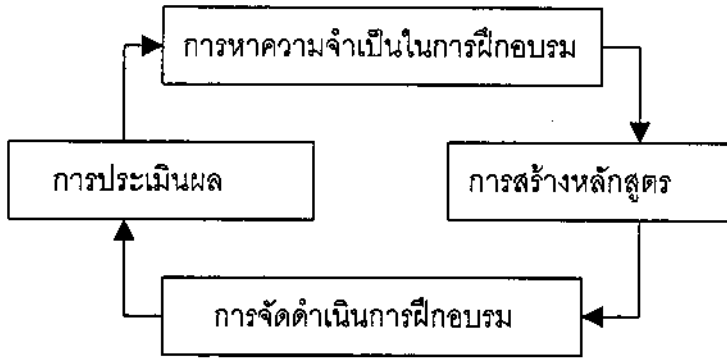 การหาความจำเป็นในการฝึกอบรม
การประเมินผล
การสร้างหลักสูตร
การจัดดำเนินการฝึกอบรม